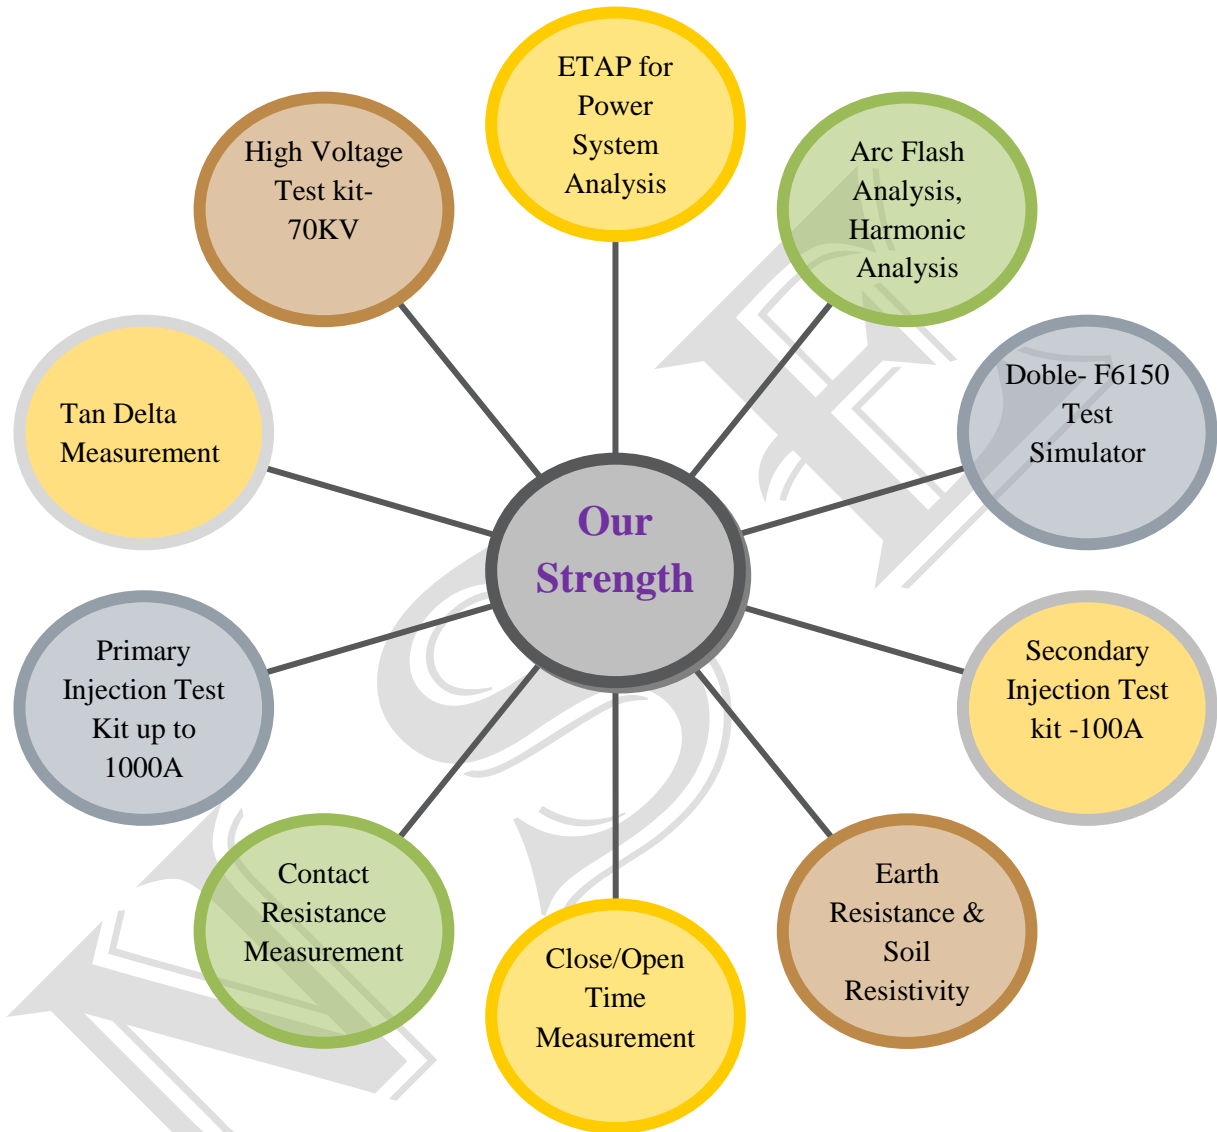 ETAP for
Power
System
Analysis
High Voltage
Test kit-
70KV
Arc Flash
Analysis,
Harmonic
Analysis
Doble- F6150
Test
Simulator
Tan Delta
Measurement
Our
Strength
Primary
Injection Test
Kit up to
1000A
Secondary
Injection Test
kit -100A
Contact
Resistance
Measurement
Earth
Resistance &
Soil
Resistivity
Close/Open
Time
Measurement